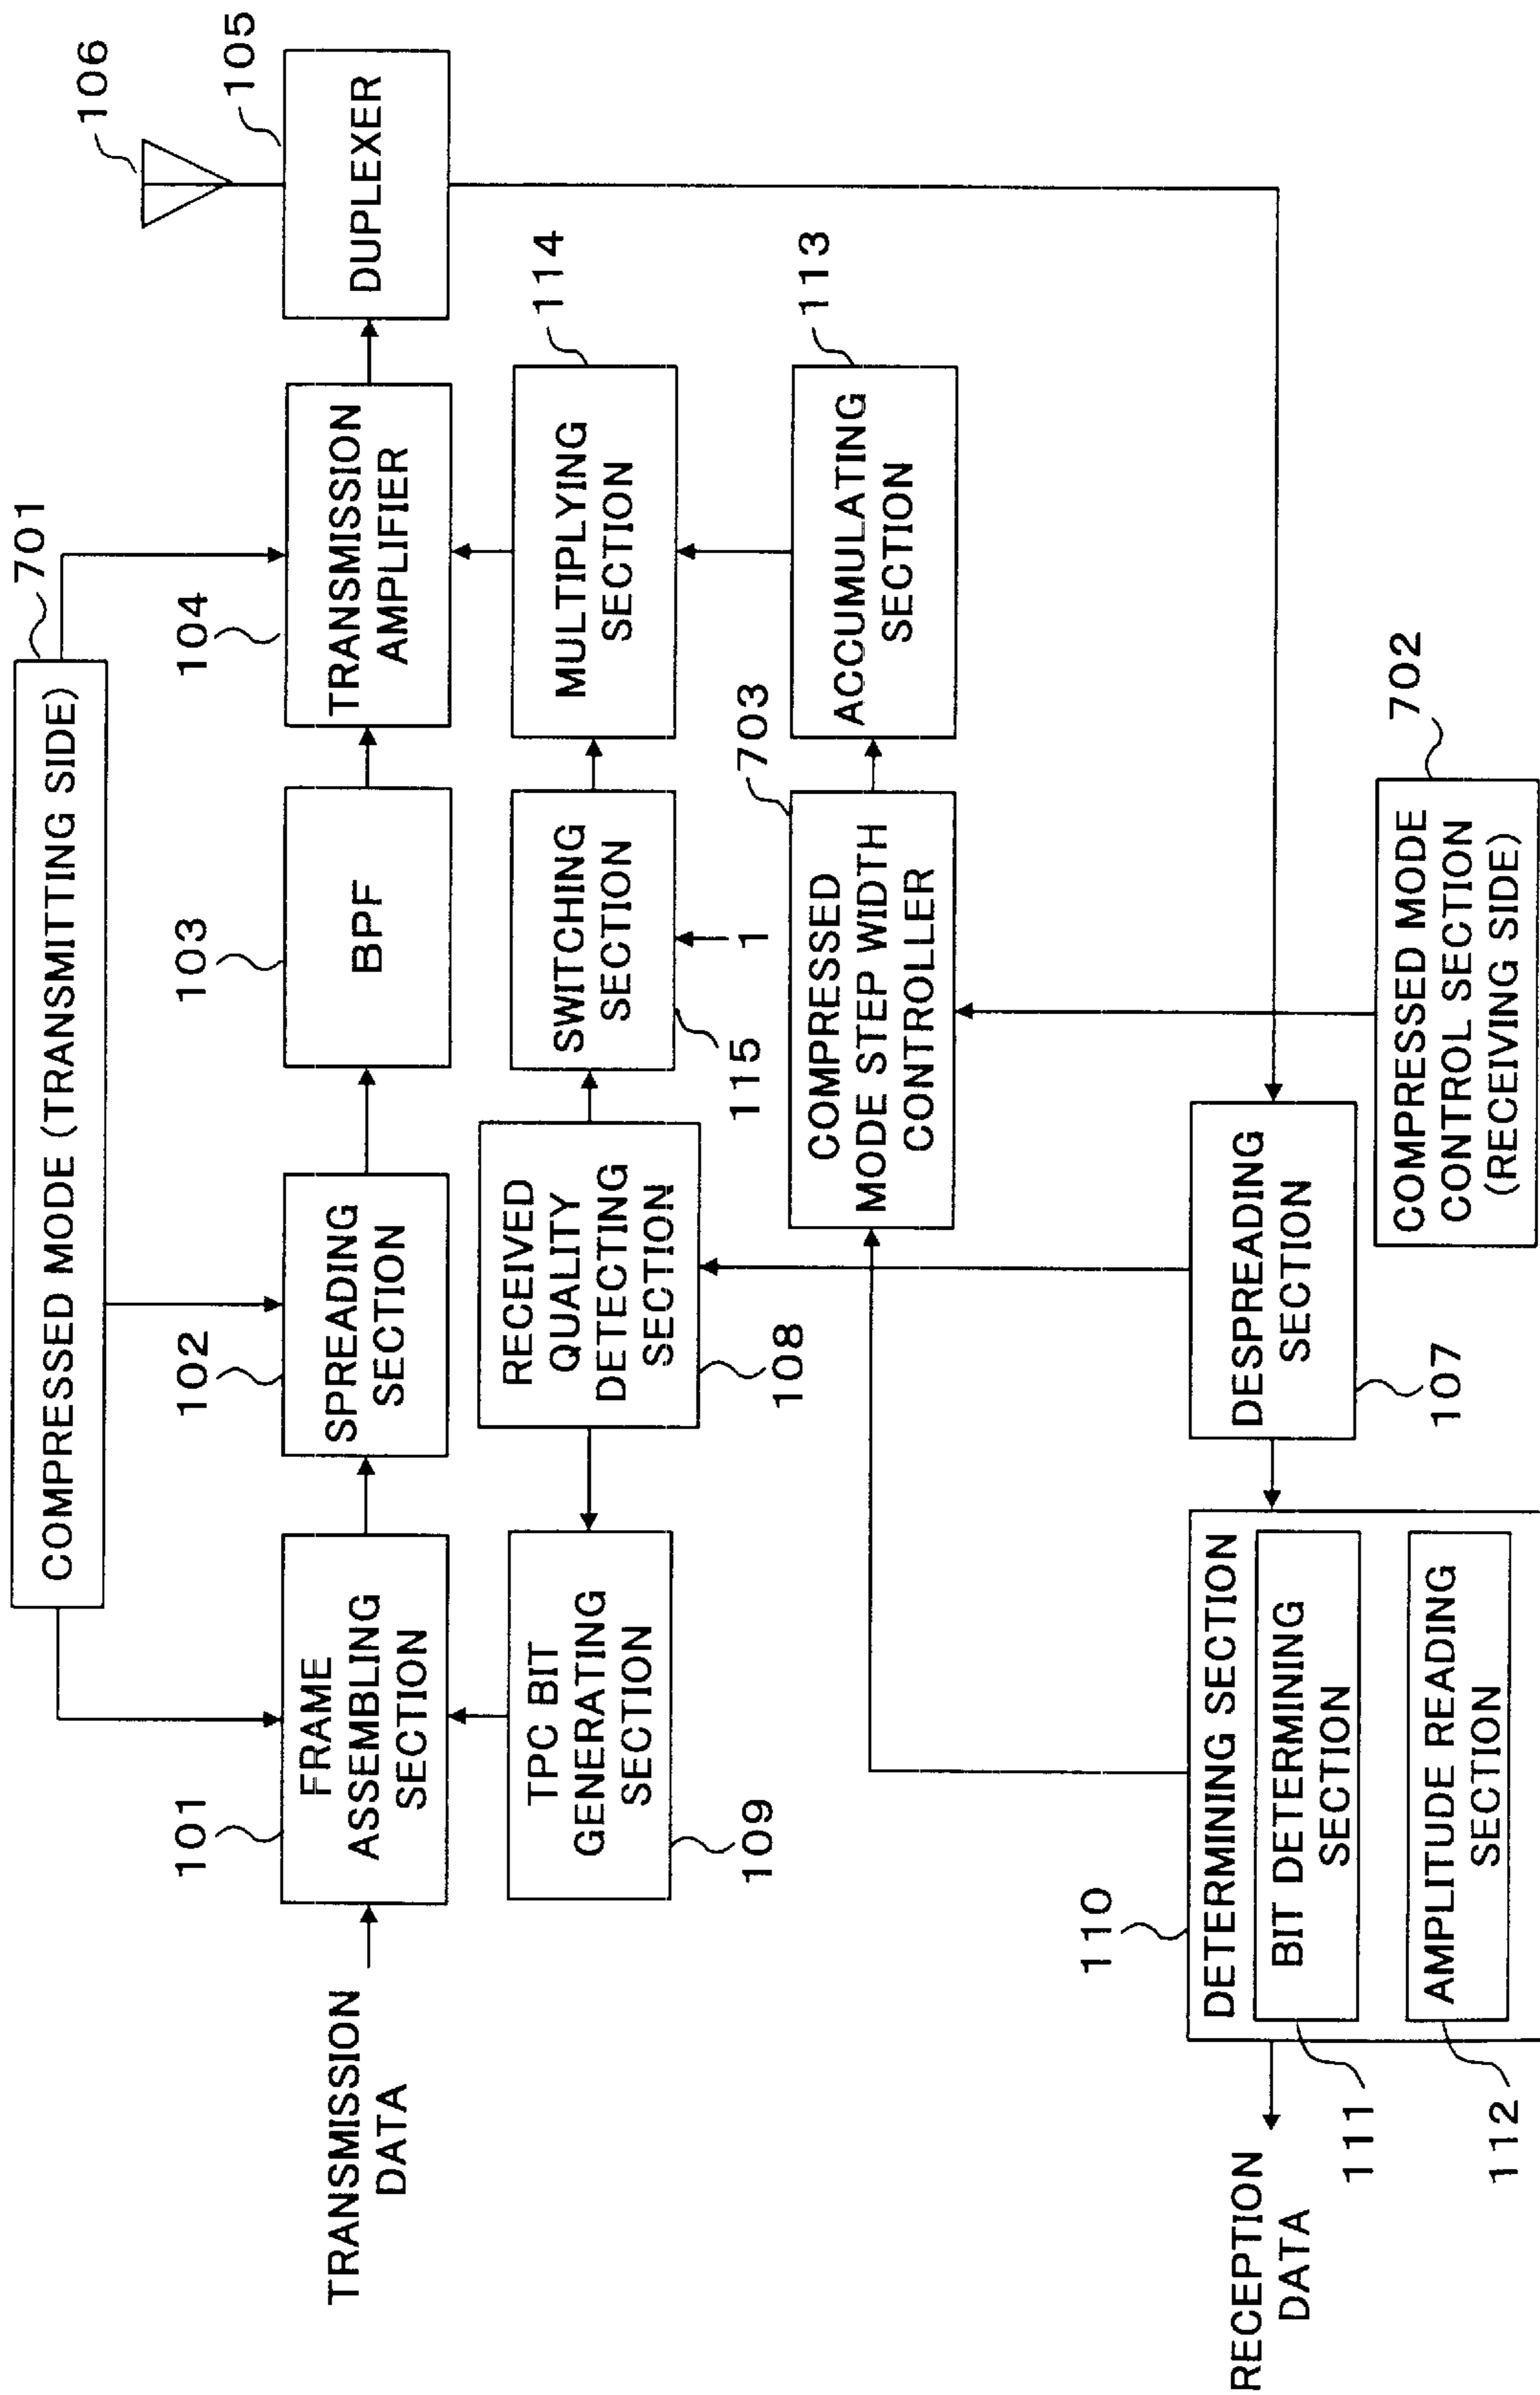 COMPRESSED MODE (TRANSMITTING SIDE)
701
106
101
102
103
104
105
TRANSMISSION
DATA
FRAME
ASSEMBLING
SECTION
SPREADING
SECTION
BPF
TRANSMISSION
AMPLIFIER
DUPLEXER
TPC BIT
GENERATING
SECTION
109
RECEIVED
QUALITY
DETECTING
SECTION
108
SWITCHING
SECTION
115
1
MULTIPLYING
SECTION
114
COMPRESSED
MODE STEP WIDTH
CONTROLLER
703
ACCUMULATING
SECTION
113
110
DETERMINING SECTION
BIT DETERMINING
SECTION
111
AMPLITUDE READING
SECTION
112
RECEPTION
DATA
DESPREADING
SECTION
107
COMPRESSED MODE
CONTROL SECTION
(RECEIVING SIDE)
702